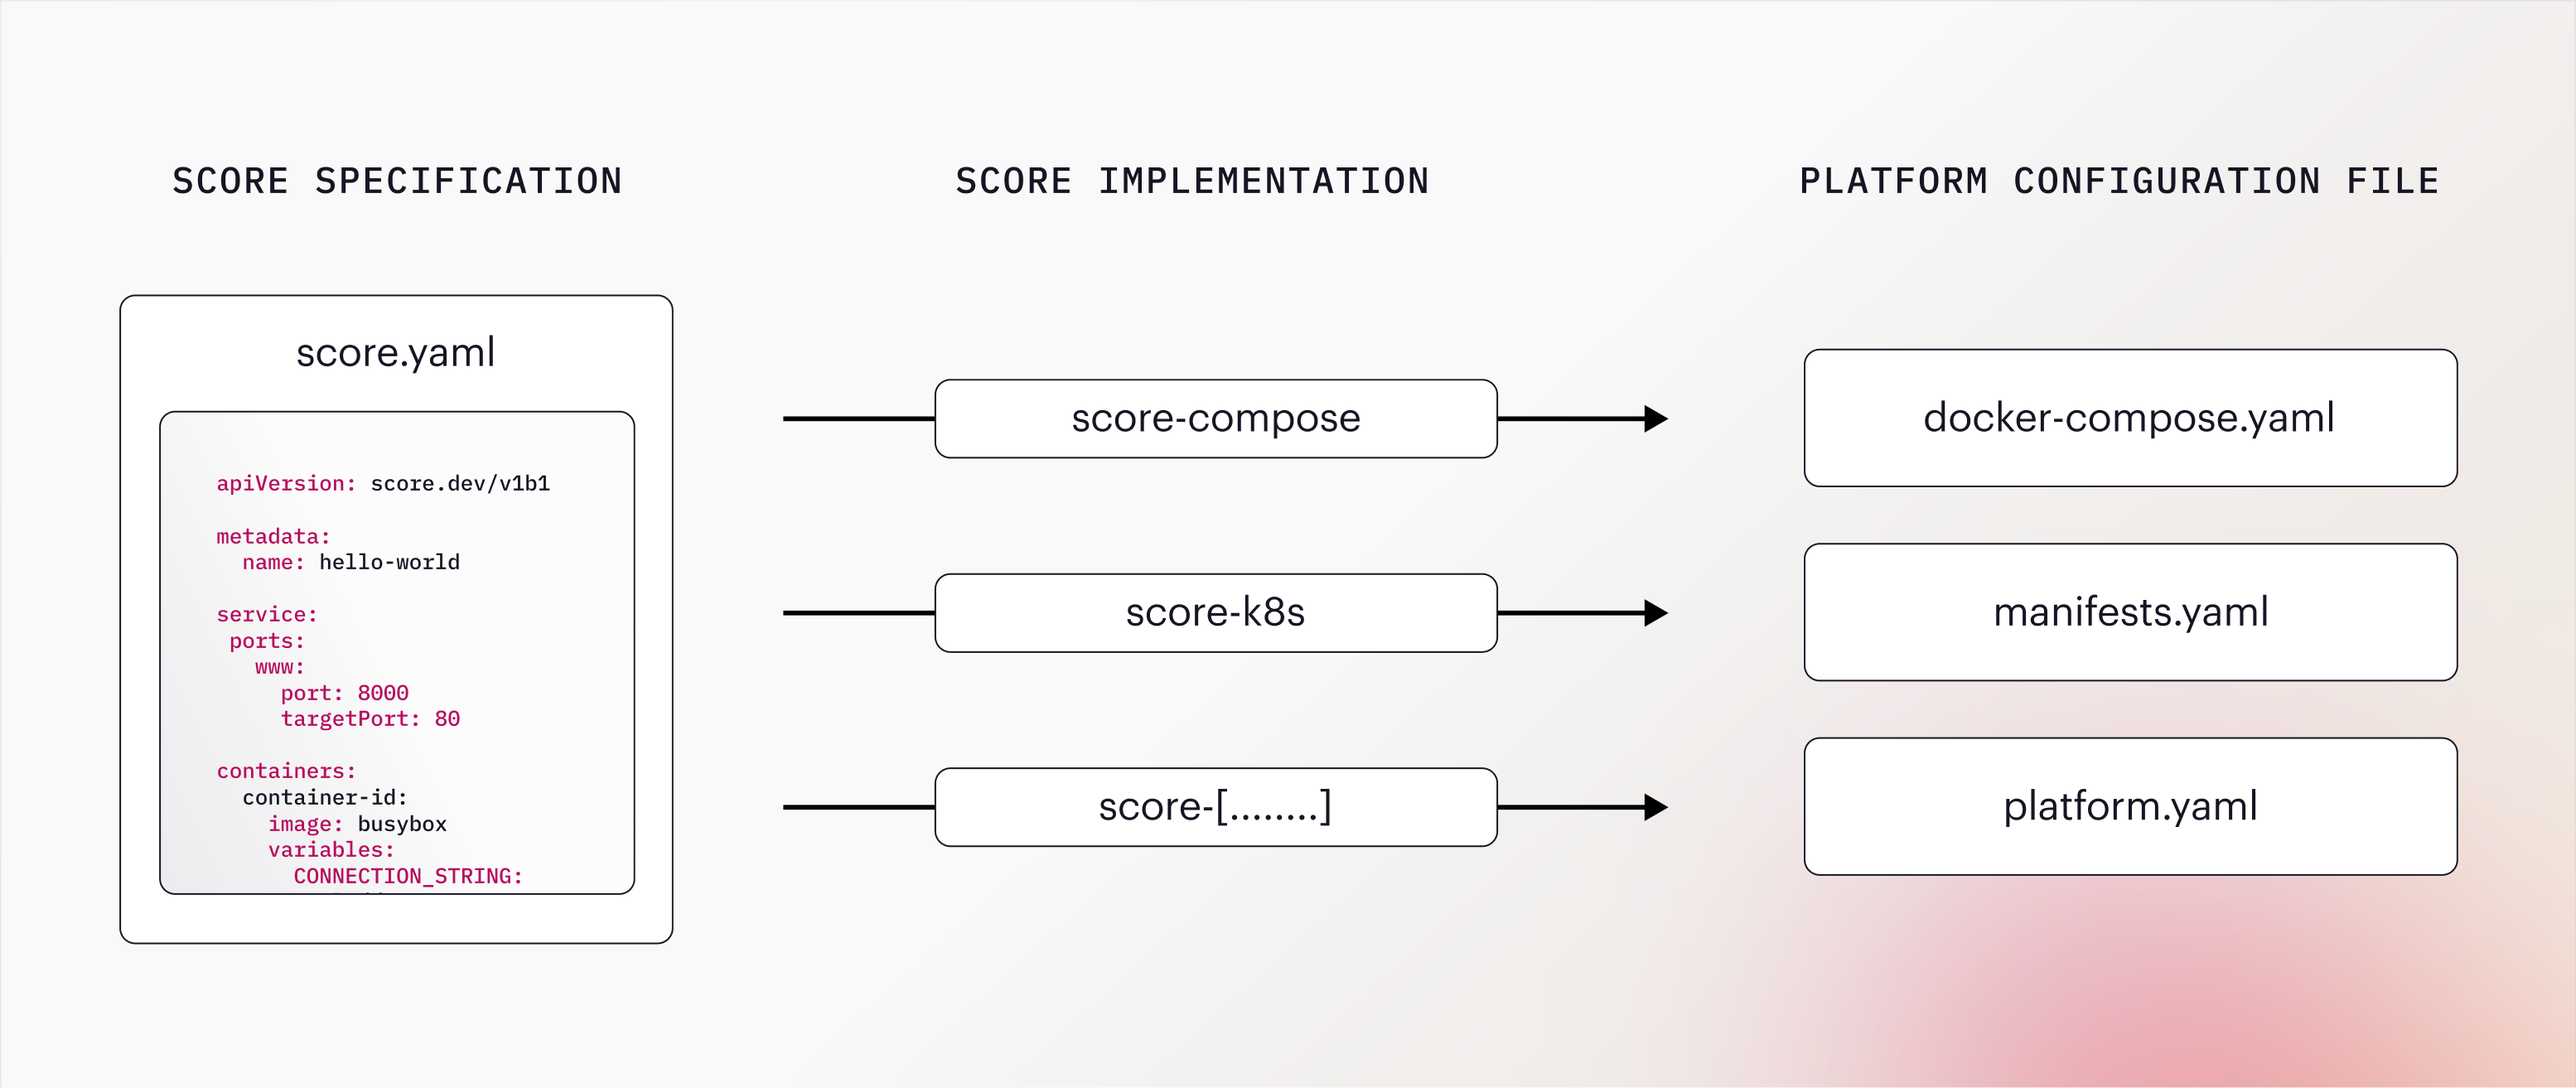 SCORE SPECIFICATION
score.yaml
apiVersion: score.dev/v1b1
metadata:
name: hello-world
service:
ports:
www:
port: 8000
targetPort: 80
containers:
container-id:
image: busybox
variables:
CONNECTION_STRING:
SCORE IMPLEMENTATION
score-compose
score-k8s
score-[........]
PLATFORM CONFIGURATION FILE
docker-compose.yaml
manifests.yaml
platform.yaml